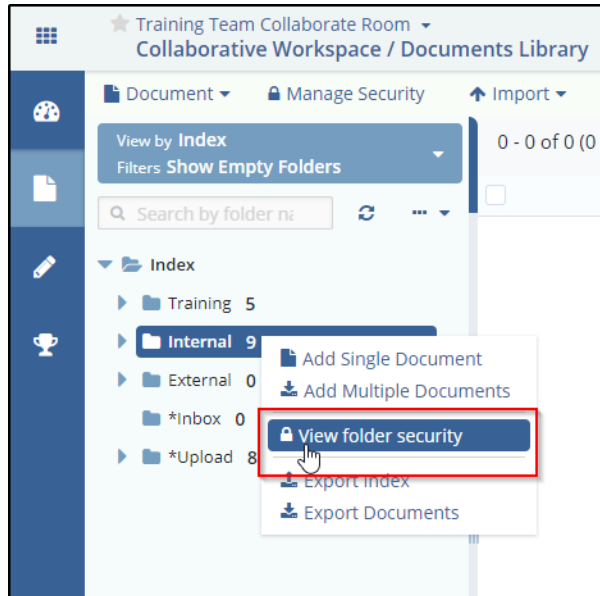 Training Team Collaborate Room
Collaborative Workspace / Documents Library
Document
Manage Security
Import
View by Index
Filters Show Empty Folders
0 - 0 of 0 (0
Search by folder na
Index
Training 5
Internal 9
External 0
*Inbox 0
*Upload 8
Add Single Document
Add Multiple Documents
View folder security
Export Index
Export Documents